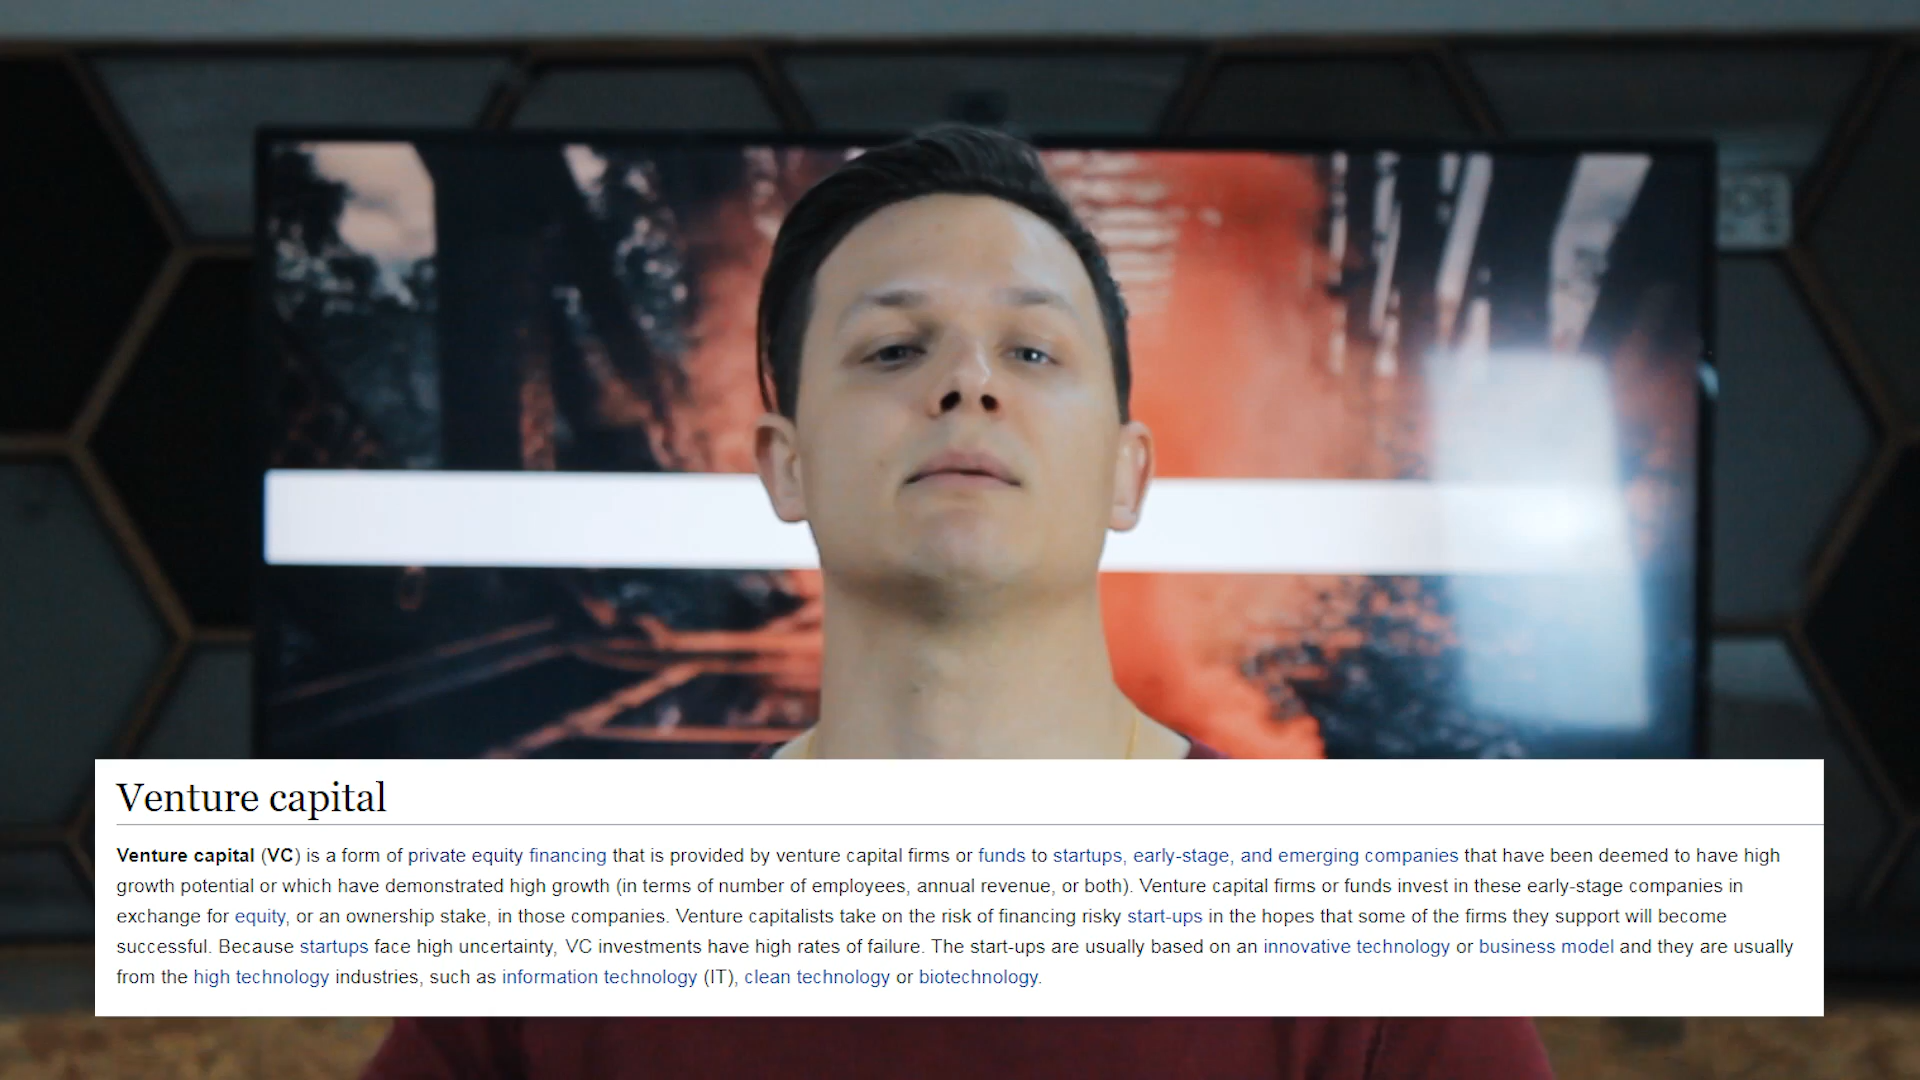 Venture capital
Venture capital (VC) is a form of private equity financing that is provided by venture capital firms or funds to startups, early-stage, and emerging companies that have been deemed to have high
growth potential or which have demonstrated high growth (in terms of number of employees, annual revenue, or both). Venture capital firms or funds invest in these early-stage companies in
exchange for equity, or an ownership stake, in those companies. Venture capitalists take on the risk of financing risky start-ups in the hopes that some of the firms they support will become
successful. Because startups face high uncertainty, VC investments have high rates of failure. The start-ups are usually based on an innovative technology or business model and they are usually
from the high technology industries, such as information technology (IT), clean technology or biotechnology.